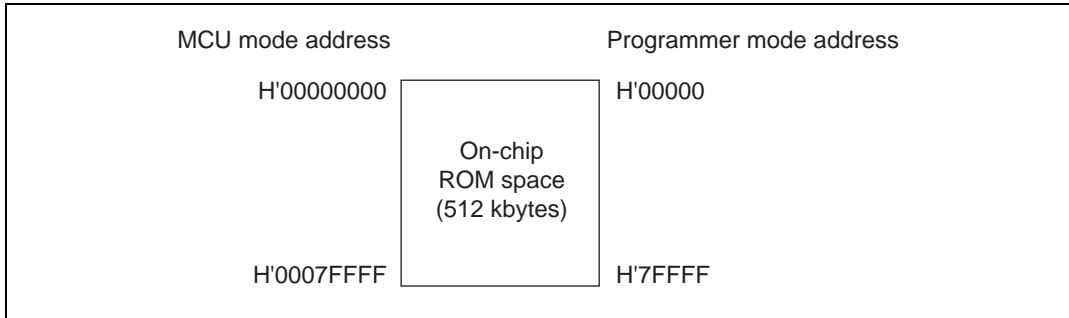 MCU mode address Programmer mode address
H'00000000 H'00000
On-chip
ROM space
(512 kbytes)
H'0007FFFF H'7FFFF